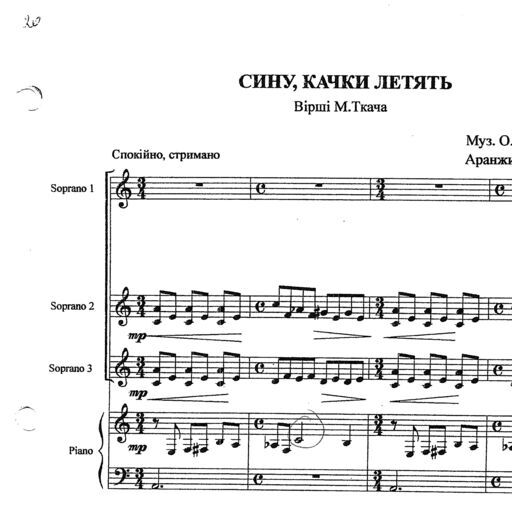 20
СИНУ, КАЧКИ ЛЕТЯТЬ
Вірші М.Ткача
Муз. О.
Аранжи
Спокійно, стримано
Soprano 1
Soprano 2
mp
Soprano 3
mp
Piano
mp